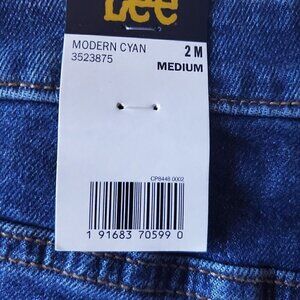 Lee
MODERN CYAN 2 M
3523875 MEDIUM
CP8448 0002
1 91683 70599 0